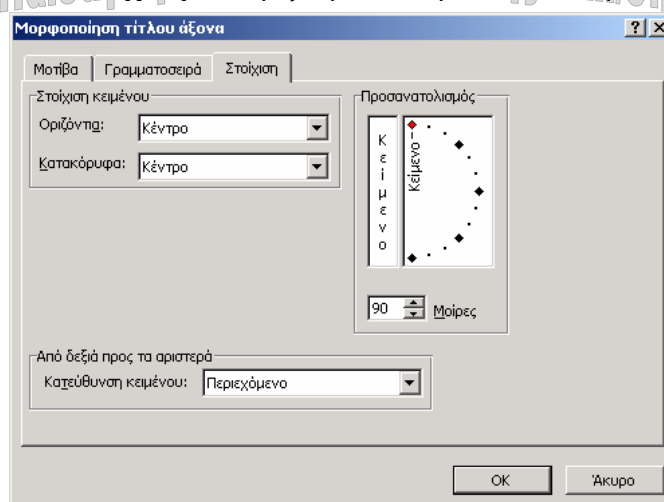 Μορφοποίηση τίτλου άξονα
Μοτίβα Γραμματοσειρά Στοίχιση
Στοίχιση κειμένου
Οριζόντια: Κέντρο
Κατακόρυφα: Κέντρο
Προσανατολισμός
Κείμενο
Κείμενο
90 Μοίρες
Από δεξιά προς τα αριστερά
Κατεύθυνση κειμένου: Περιεχόμενο
OK Άκυρο